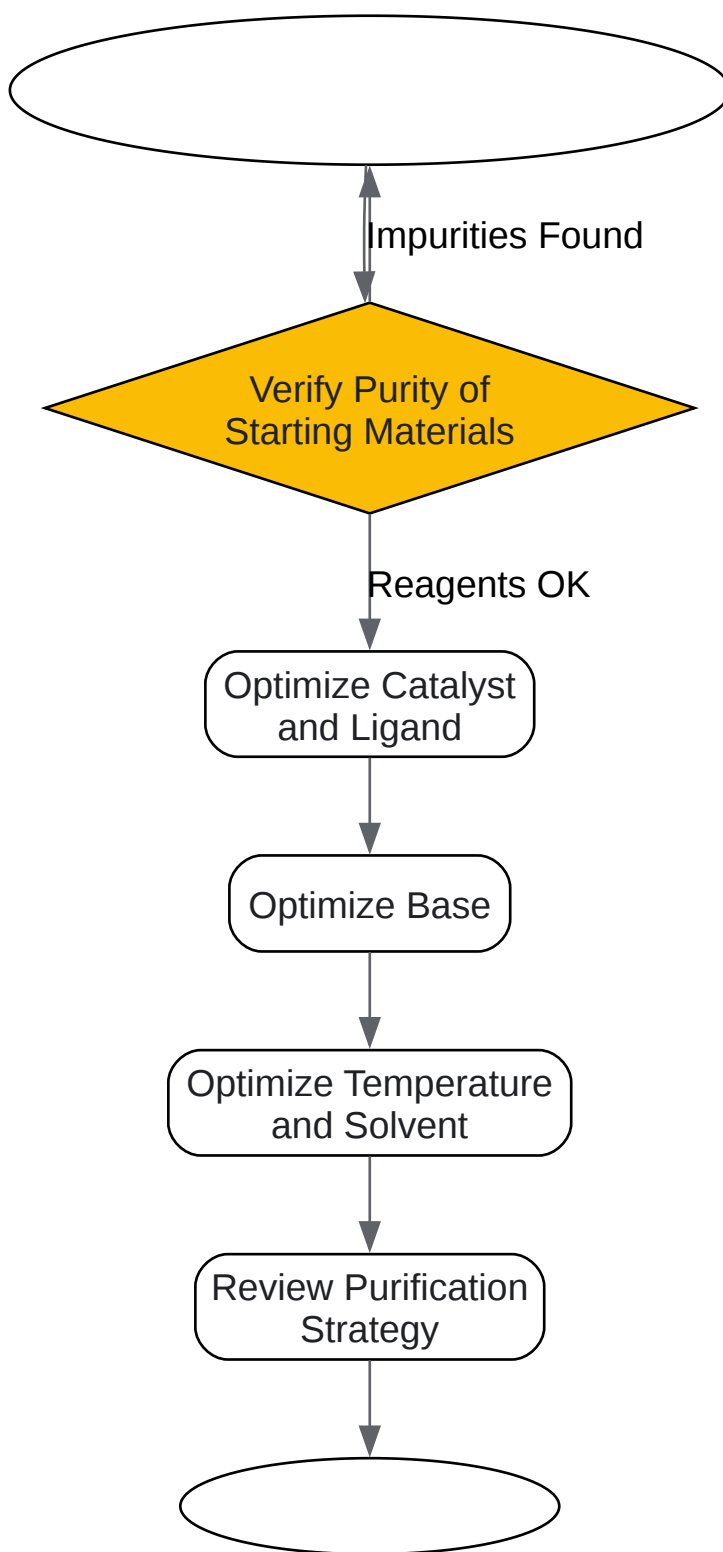 Impurities Found
Verify Purity of
Starting Materials
Reagents OK
Optimize Catalyst
and Ligand
Optimize Base
Optimize Temperature
and Solvent
Review Purification
Strategy